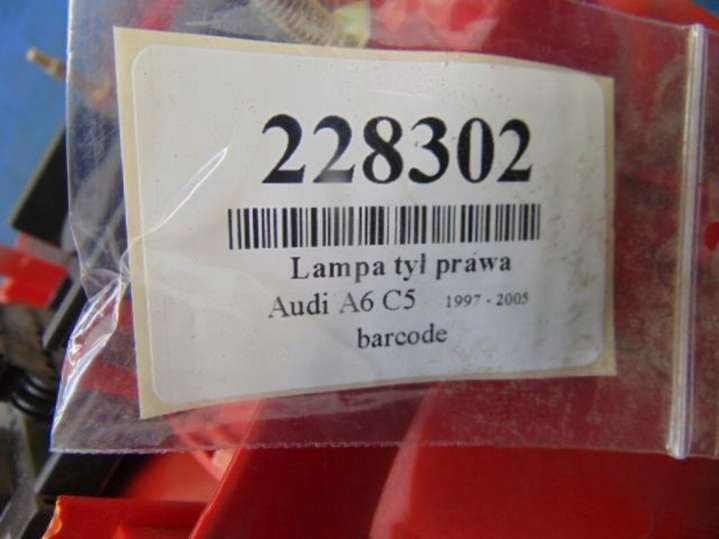 228302
Lampa tył prawa
Audi A6 C5 1997 - 2005
barcode